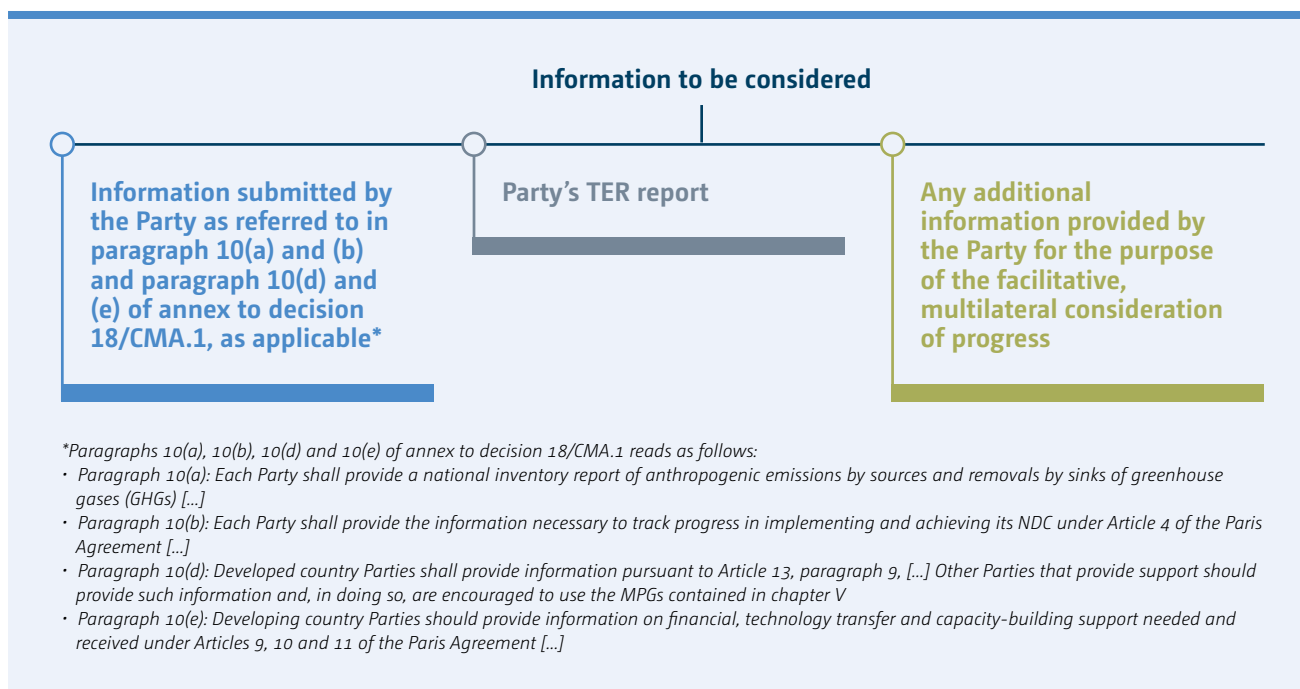 Information to be considered
Information submitted by
the Party as referred to in
paragraph 10(a) and (b)
and paragraph 10(d) and
(e) of annex to decision
18/CMA.1, as applicable*
Party’s TER report
Any additional
information provided by
the Party for the purpose
of the facilitative,
multilateral consideration
of progress
*Paragraphs 10(a), 10(b), 10(d) and 10(e) of annex to decision 18/CMA.1 reads as follows:
• Paragraph 10(a): Each Party shall provide a national inventory report of anthropogenic emissions by sources and removals by sinks of greenhouse
gases (GHGs) [...]
• Paragraph 10(b): Each Party shall provide the information necessary to track progress in implementing and achieving its NDC under Article 4 of the Paris
Agreement [...]
• Paragraph 10(d): Developed country Parties shall provide information pursuant to Article 13, paragraph 9, [...] Other Parties that provide support should
provide such information and, in doing so, are encouraged to use the MPGs contained in chapter V
• Paragraph 10(e): Developing country Parties should provide information on financial, technology transfer and capacity-building support needed and
received under Articles 9, 10 and 11 of the Paris Agreement [...]